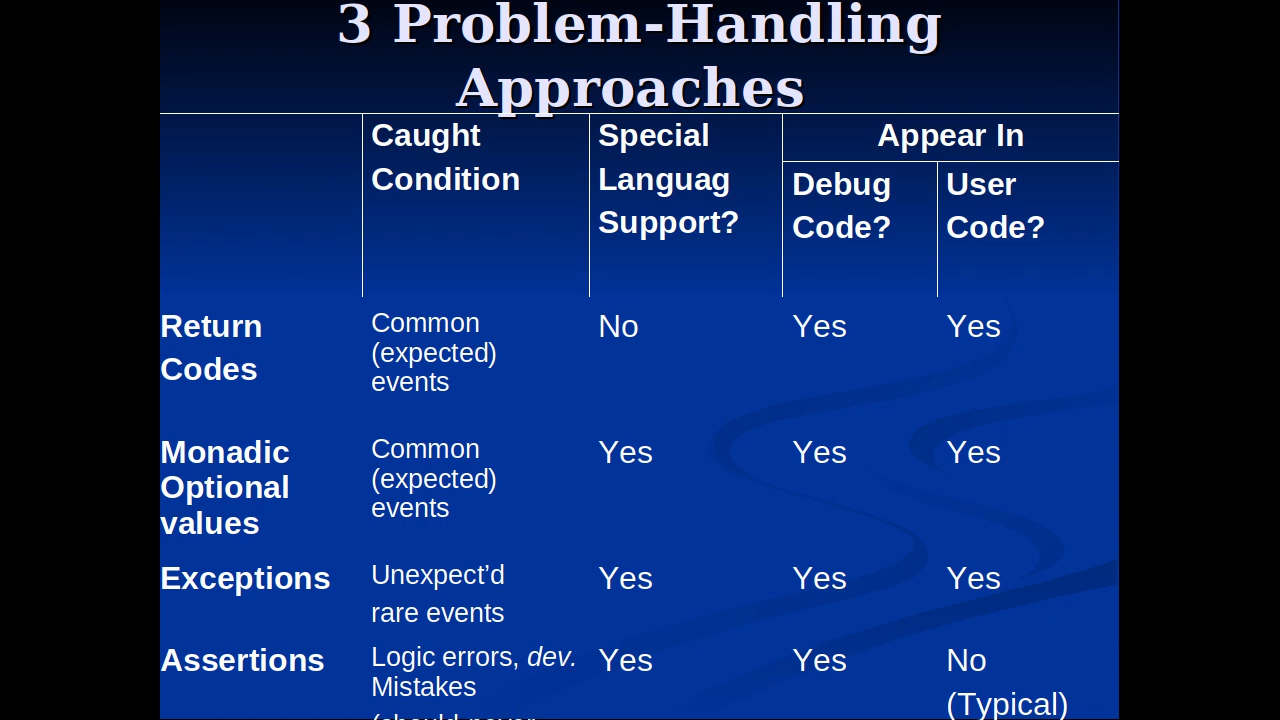 3 Problem-Handling
Approaches
Caught
Condition
Special
Languag
Support?
Appear In
Debug
Code?
User
Code?
Return
Codes
Common
(expected)
events
No
Yes
Yes
Monadic
Optional
values
Common
(expected)
events
Yes
Yes
Yes
Exceptions
Unexpect’d
rare events
Yes
Yes
Yes
Assertions
Logic errors, dev.
Mistakes
(should never
Yes
Yes
No
(Typical)